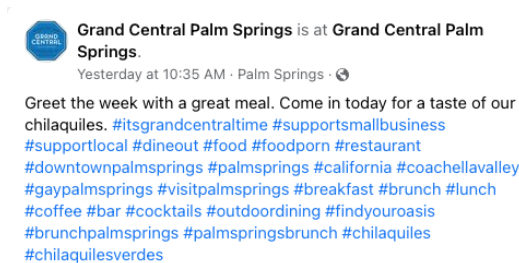 GRAND
CENTRAL
Grand Central Palm Springs is at Grand Central Palm
Springs.
Yesterday at 10:35 AM · Palm Springs ·
Greet the week with a great meal. Come in today for a taste of our
chilaquiles. #itsgrandcentraltime #supportsmallbusiness
#supportlocal #dineout #food #foodporn #restaurant
#downtownpalmsprings #palmsprings #california #coachellavalley
#gaypalmsprings #visitpalmsprings #breakfast #brunch #lunch
#coffee #bar #cocktails #outdoordining #findyouroasis
#brunchpalmsprings #palmspringsbrunch #chilaquiles
#chilaquilesverdes